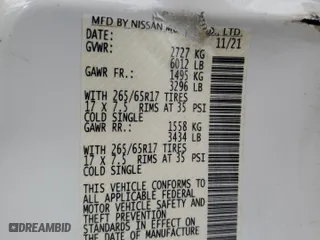 MFD BY NISSAN CO., LTD.
DATE: 11/21
GVWR: 2727 KG
6012 LB
GAWR FR.: 1495 KG
3296 LB
WITH 265/65R17 TIRES
17 X 7.5 RIMS AT 35 PSI
COLD SINGLE
GAWR RR.: 1558 KG
3434 LB
WITH 265/65R17 TIRES
17 X 7.5 RIMS AT 35 PSI
COLD SINGLE
THIS VEHICLE CONFORMS TO
ALL APPLICABLE FEDERAL
MOTOR VEHICLE SAFETY AND
THEFT PREVENTION
STANDARDS IN EFFECT ON
THE DATE OF MANUFACTURE
DREAMBID